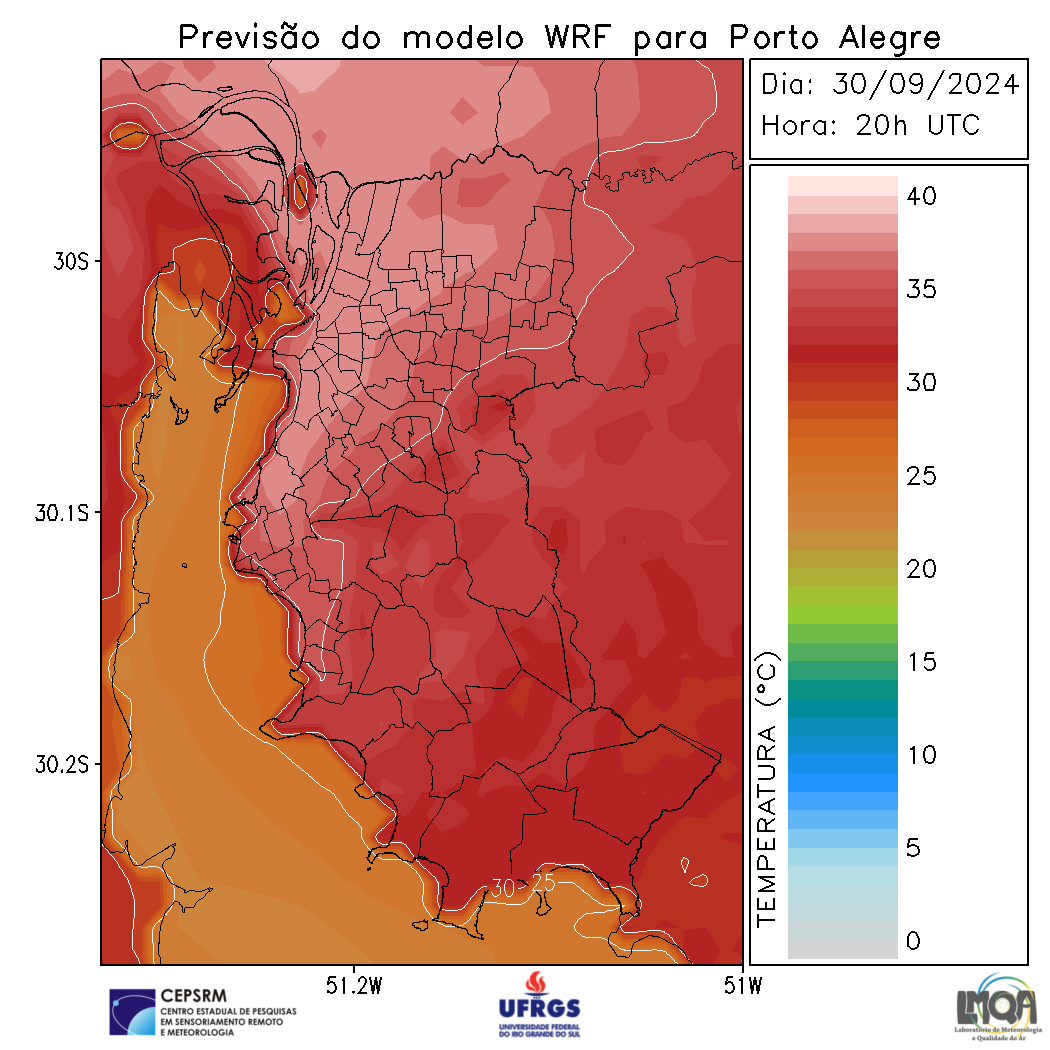 Previsão do modelo WRF para Porto Alegre
Dia: 30/09/2024
Hora: 20h UTC
30S
30.1S
30.2S
51.2W
51W
30
25
TEMPERATURA (°C)
40
35
30
25
20
15
10
5
0
CEPSRM
CENTRO ESTADUAL DE PESQUISAS
EM SENSORIAMENTO REMOTO
E METEOROLOGIA
UFRGS
UNIVERSIDADE FEDERAL
DO RIO GRANDE DO SUL
LMQA
Laboratório de Meteorologia
e Qualidade do Ar